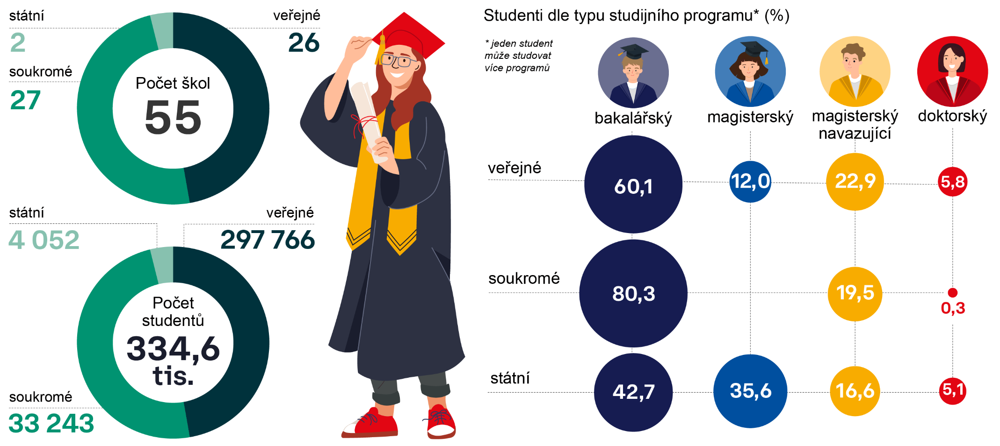 státní
2
veřejné
26
soukromé
27
Počet škol
55
státní
4 052
veřejné
297 766
Počet
studentů
334,6
tis.
soukromé
33 243
Studenti dle typu studijního programu* (%)
* jeden student
může studovat
více programů
bakalářský
magisterský
magisterský
navazující
doktorský
veřejné
60,1
12,0
22,9
5,8
soukromé
80,3
19,5
0,3
státní
42,7
35,6
16,6
5,1